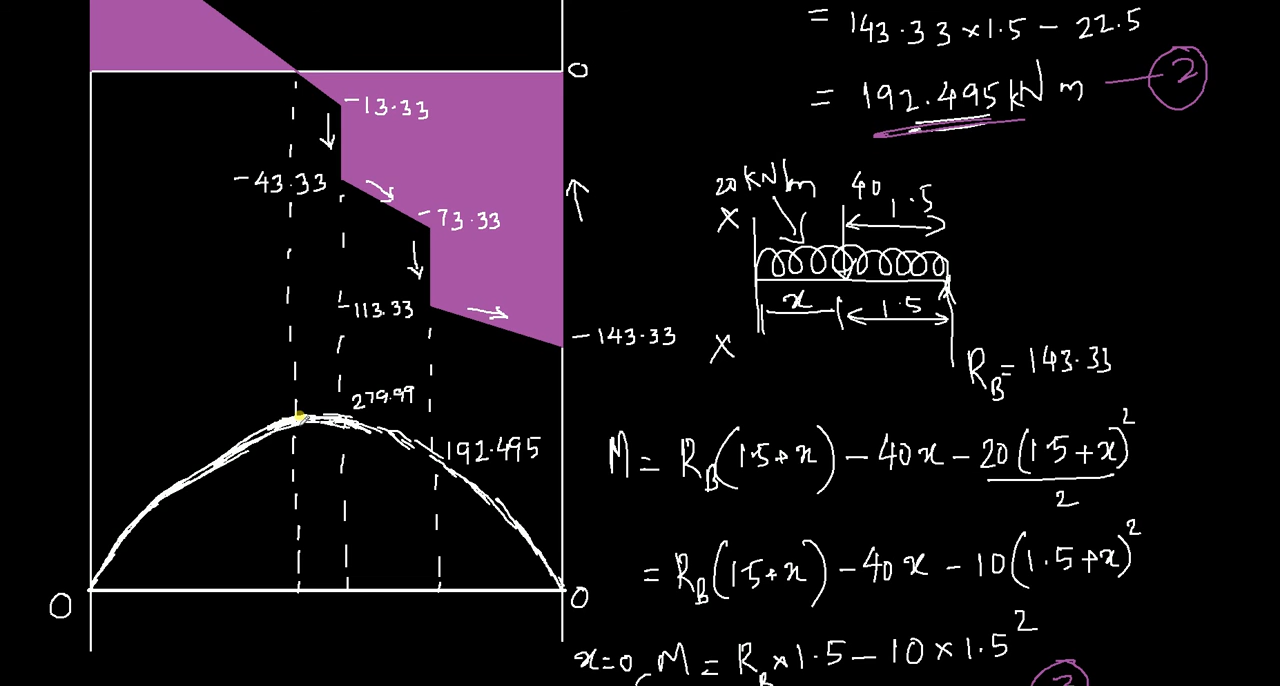 0
-13.33
-43.33
-73.33
-113.33
-143.33
279.99
192.495
0
0
= 143.33×1.5 - 22.5
= 192.495 kN m
2
20 kN/m
40
1.5
X
x
1.5
X
R_B = 143.33
M = R_B(1.5+x) - 40x - 20(1.5+x)²/2
= R_B(1.5+x) - 40x - 10(1.5+x)²
x=0, M = R_B×1.5 - 10×1.5²